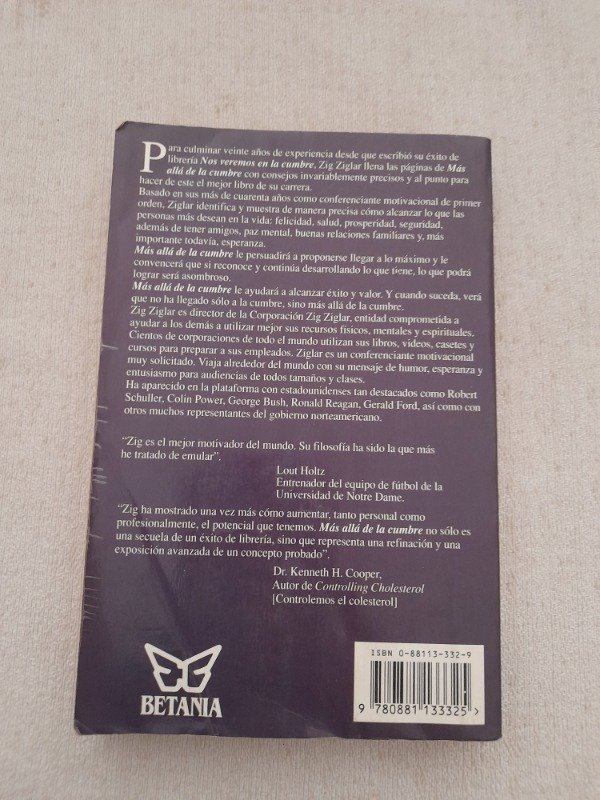 Para culminar veinte años de experiencia desde que escribió su éxito de
librería Nos veremos en la cumbre, Zig Ziglar llena las páginas de Más
allá de la cumbre con consejos invariablemente precisos y al punto para
hacer de este el mejor libro de su carrera.
Basado en sus más de cuarenta años como conferenciante motivacional de primer
orden, Ziglar identifica y muestra de manera precisa cómo alcanzar lo que las
personas más desean en la vida: felicidad, salud, prosperidad, seguridad,
además de tener amigos, paz mental, buenas relaciones familiares y, más
importante todavía, esperanza.
Más allá de la cumbre le persuadirá a proponerse llegar a lo máximo y le
convencerá que si reconoce y continúa desarrollando lo que tiene, lo que podrá
lograr será asombroso.
Más allá de la cumbre le ayudará a alcanzar éxito y valor. Y cuando suceda, verá
que no ha llegado sólo a la cumbre, sino más allá de la cumbre.
Zig Ziglar es director de la Corporación Zig Ziglar, entidad comprometida a
ayudar a los demás a utilizar mejor sus recursos físicos, mentales y espirituales.
Cientos de corporaciones de todo el mundo utilizan sus libros, vídeos, casetes y
cursos para preparar a sus empleados. Ziglar es un conferenciante motivacional
muy solicitado. Viaja alrededor del mundo con su mensaje de humor, esperanza y
entusiasmo para audiencias de todos tamaños y clases.
Ha aparecido en la plataforma con estadounidenses tan destacados como Robert
Schuller, Colin Power, George Bush, Ronald Reagan, Gerald Ford, así como con
otros muchos representantes del gobierno norteamericano.
"Zig es el mejor motivador del mundo. Su filosofía ha sido la que más
he tratado de emular".
Lout Holtz
Entrenador del equipo de fútbol de la
Universidad de Notre Dame.
"Zig ha mostrado una vez más cómo aumentar, tanto personal como
profesionalmente, el potencial que tenemos. Más allá de la cumbre no sólo es
una secuela de un éxito de librería, sino que representa una refinación y una
exposición avanzada de un concepto probado".
Dr. Kenneth H. Cooper,
Autor de Controlling Cholesterol
[Controlemos el colesterol]
ISBN 0-88113-332-9
BETANIA
9 780881 133325 >